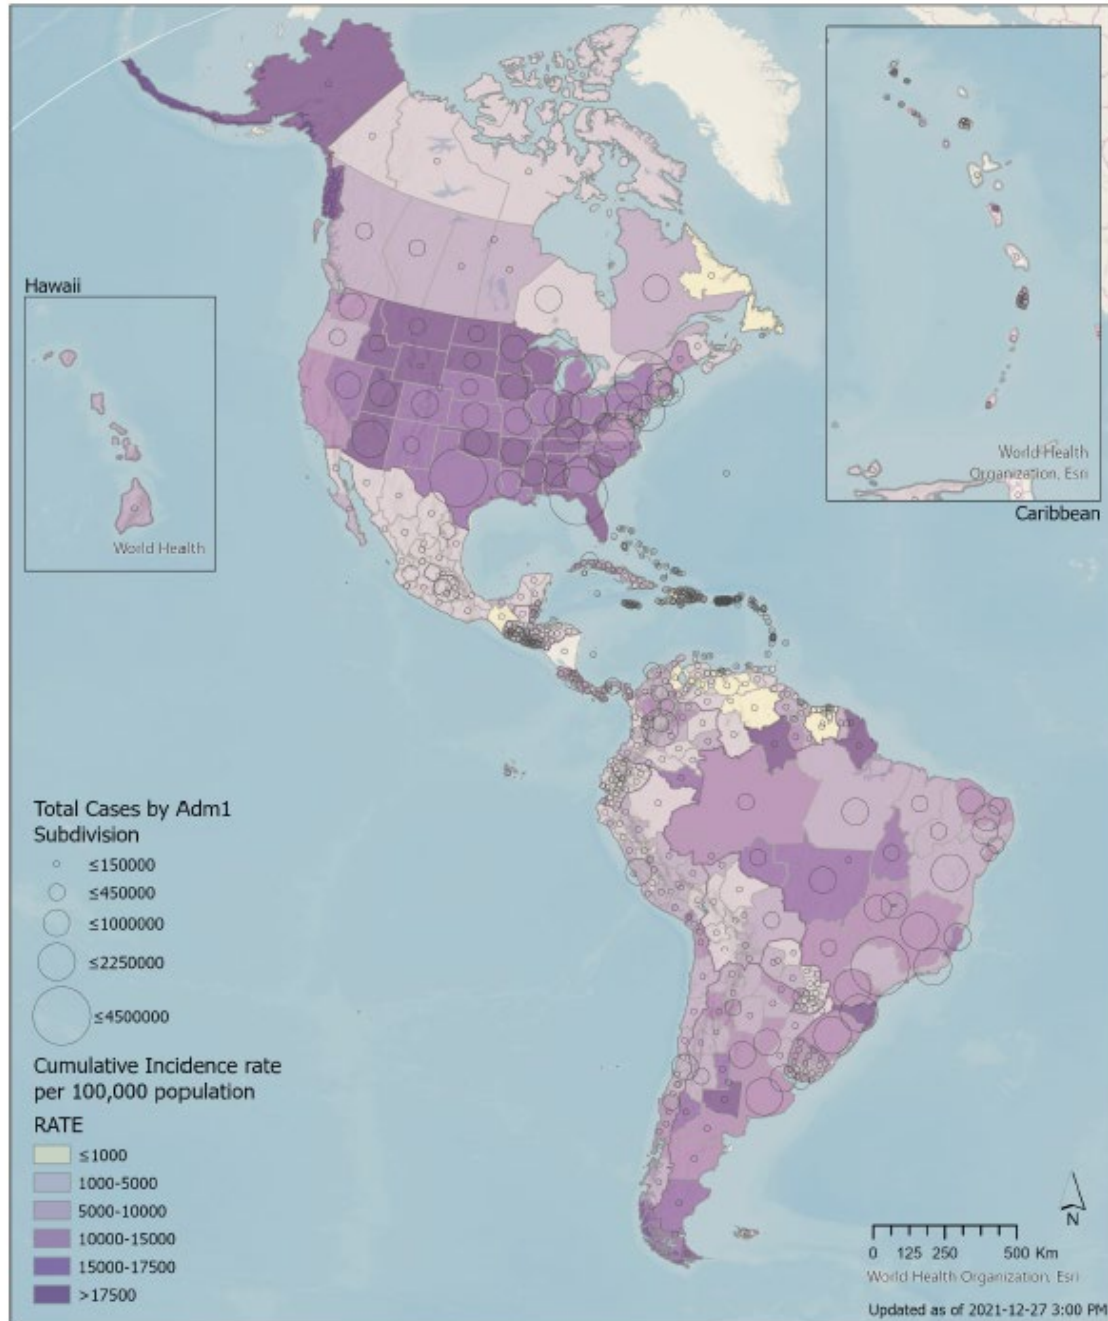 Hawaii
World Health
World Health
Organization, Esri
Caribbean
Total Cases by Adm1
Subdivision
≤150000
≤450000
≤1000000
≤2250000
≤4500000
Cumulative Incidence rate
per 100,000 population
RATE
≤1000
1000-5000
5000-10000
10000-15000
15000-17500
>17500
N
0 125 250 500 Km
World Health Organization, Esri
Updated as of 2021-12-27 3:00 PM